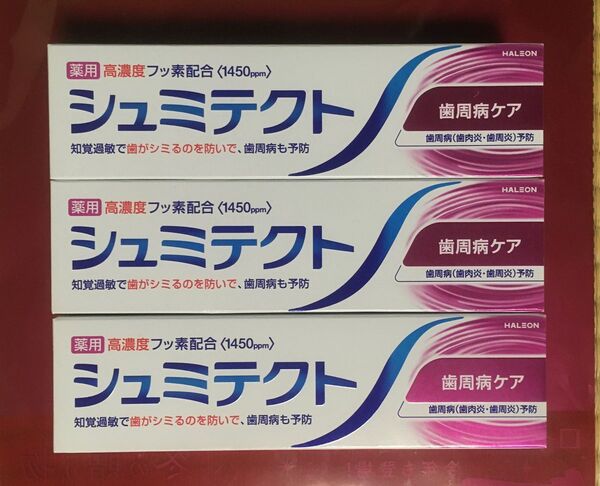 HALEON
薬用 高濃度フッ素配合〈1450ppm〉
シュミテクト
歯周病ケア
歯周病(歯肉炎・歯周炎)予防
知覚過敏で歯がシミるのを防いで、歯周病も予防
HALEON
薬用 高濃度フッ素配合〈1450ppm〉
シュミテクト
歯周病ケア
歯周病(歯肉炎・歯周炎)予防
知覚過敏で歯がシミるのを防いで、歯周病も予防
HALEON
薬用 高濃度フッ素配合〈1450ppm〉
シュミテクト
歯周病ケア
歯周病(歯肉炎・歯周炎)予防
知覚過敏で歯がシミるのを防いで、歯周病も予防